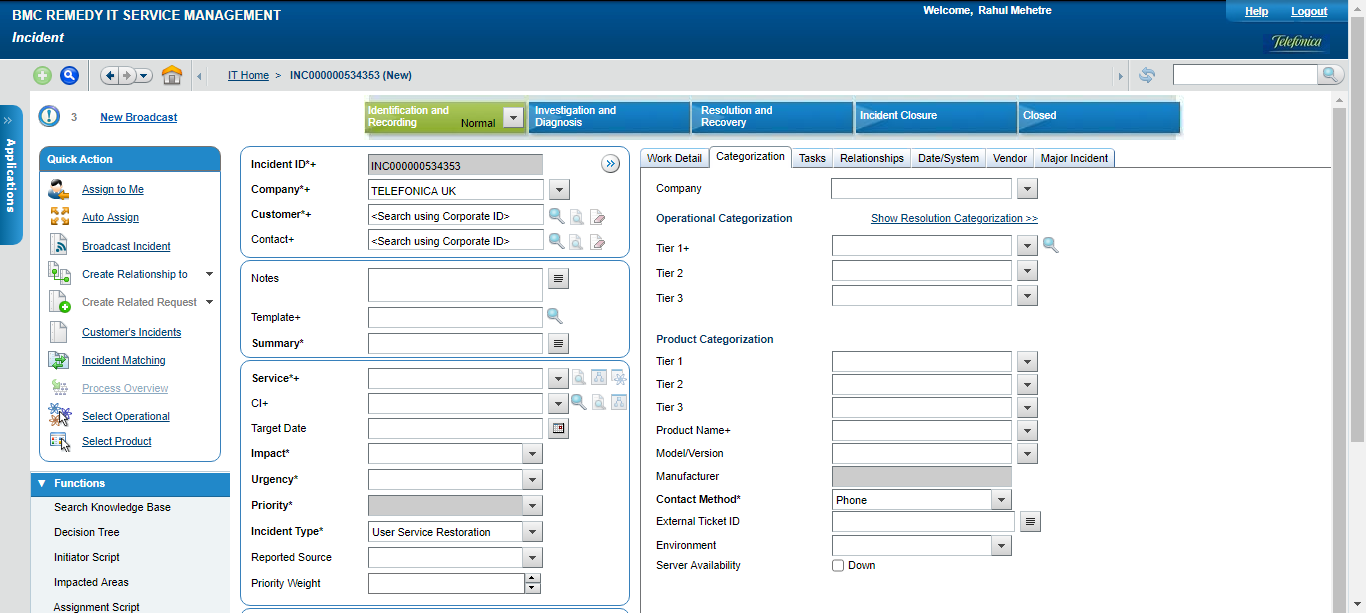 BMC REMEDY IT SERVICE MANAGEMENT
Welcome, Rahul Mehetre
Help Logout
Incident
Telefónica
IT Home > INC000000534353 (New)
Applications
3 New Broadcast
Identification and Recording Normal
Investigation and Diagnosis
Resolution and Recovery
Incident Closure
Closed
Quick Action
Assign to Me
Auto Assign
Broadcast Incident
Create Relationship to
Create Related Request
Customer's Incidents
Incident Matching
Process Overview
Select Operational
Select Product
Functions
Search Knowledge Base
Decision Tree
Initiator Script
Impacted Areas
Assignment Script
Incident ID*+ INC000000534353
Company*+ TELEFONICA UK
Customer*+ <Search using Corporate ID>
Contact+ <Search using Corporate ID>
Notes
Template+
Summary*
Service*+
CI+
Target Date
Impact*
Urgency*
Priority*
Incident Type* User Service Restoration
Reported Source
Priority Weight
Work Detail Categorization Tasks Relationships Date/System Vendor Major Incident
Company
Operational Categorization Show Resolution Categorization >>
Tier 1+
Tier 2
Tier 3
Product Categorization
Tier 1
Tier 2
Tier 3
Product Name+
Model/Version
Manufacturer
Contact Method* Phone
External Ticket ID
Environment
Server Availability Down